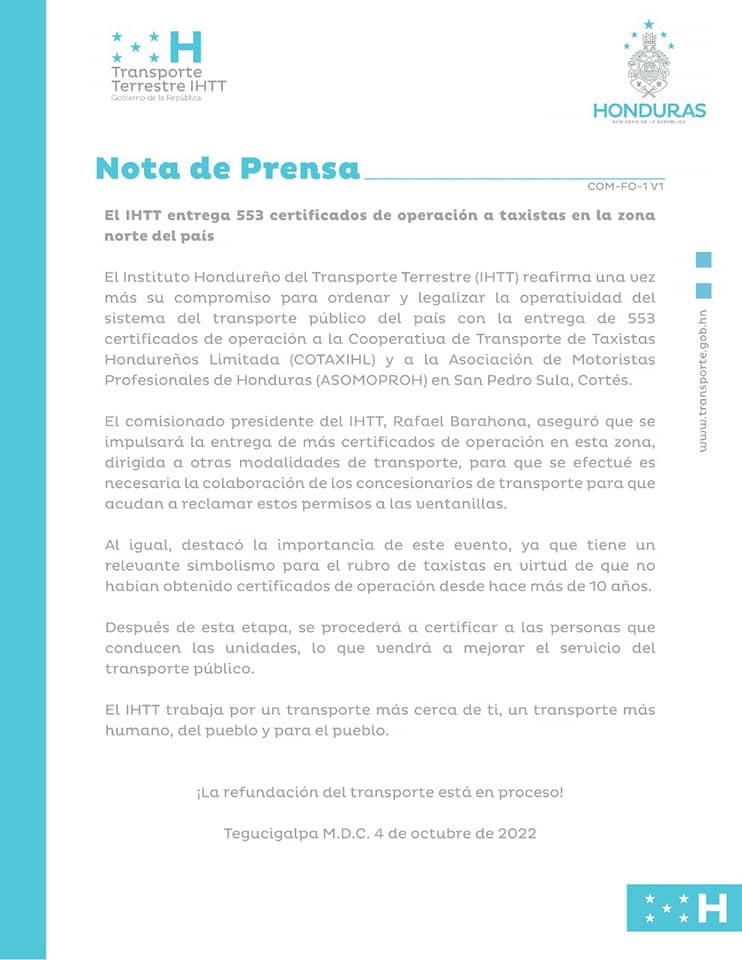 H
Transporte
Terrestre IHTT
Gobierno de la República
HONDURAS
GOBIERNO DE LA REPÚBLICA
Nota de Prensa
COM-FO-1 V1
El IHTT entrega 553 certificados de operación a taxistas en la zona
norte del país
El Instituto Hondureño del Transporte Terrestre (IHTT) reafirma una vez
más su compromiso para ordenar y legalizar la operatividad del
sistema del transporte público del país con la entrega de 553
certificados de operación a la Cooperativa de Transporte de Taxistas
Hondureños Limitada (COTAXIHL) y a la Asociación de Motoristas
Profesionales de Honduras (ASOMOPROH) en San Pedro Sula, Cortés.
El comisionado presidente del IHTT, Rafael Barahona, aseguró que se
impulsará la entrega de más certificados de operación en esta zona,
dirigida a otras modalidades de transporte, para que se efectué es
necesaria la colaboración de los concesionarios de transporte para que
acudan a reclamar estos permisos a las ventanillas.
Al igual, destacó la importancia de este evento, ya que tiene un
relevante simbolismo para el rubro de taxistas en virtud de que no
habían obtenido certificados de operación desde hace más de 10 años.
Después de esta etapa, se procederá a certificar a las personas que
conducen las unidades, lo que vendrá a mejorar el servicio del
transporte público.
El IHTT trabaja por un transporte más cerca de ti, un transporte más
humano, del pueblo y para el pueblo.
¡La refundación del transporte está en proceso!
Tegucigalpa M.D.C. 4 de octubre de 2022
www.transporte.gob.hn
H